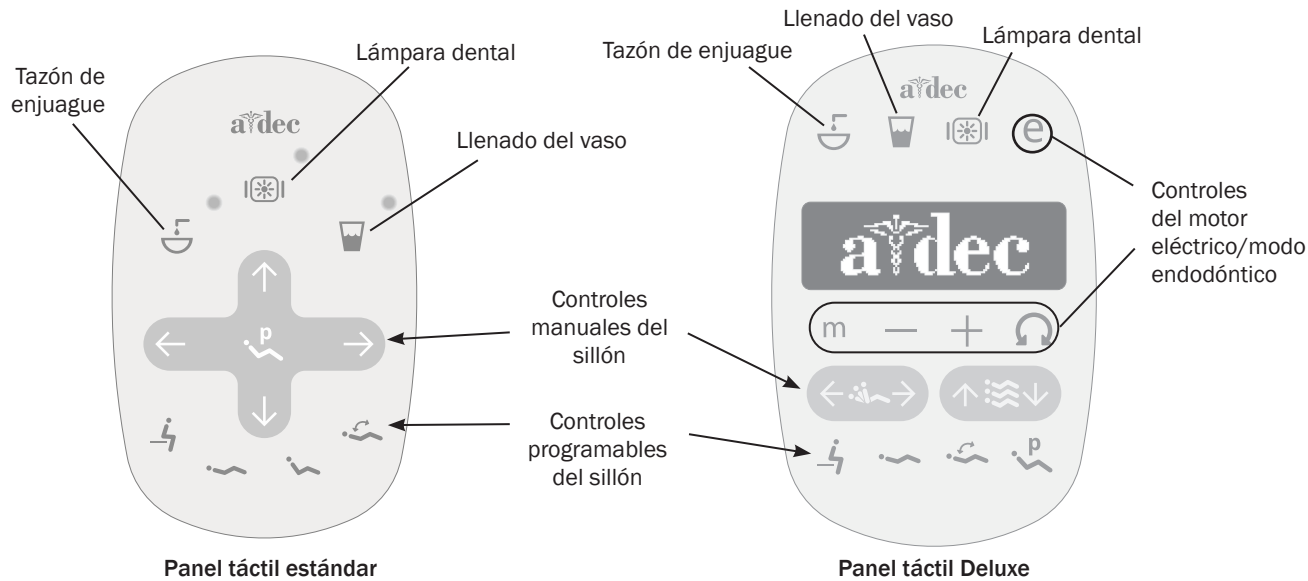 Tazón de
enjuague
Lámpara dental
a dec
Llenado del vaso
p
Panel táctil estándar
Controles
manuales del
sillón
Controles
programables
del sillón
Llenado del vaso
Tazón de enjuague
Lámpara dental
a dec
e
a dec
m — +
p
Controles
del motor
eléctrico/modo
endodóntico
Panel táctil Deluxe